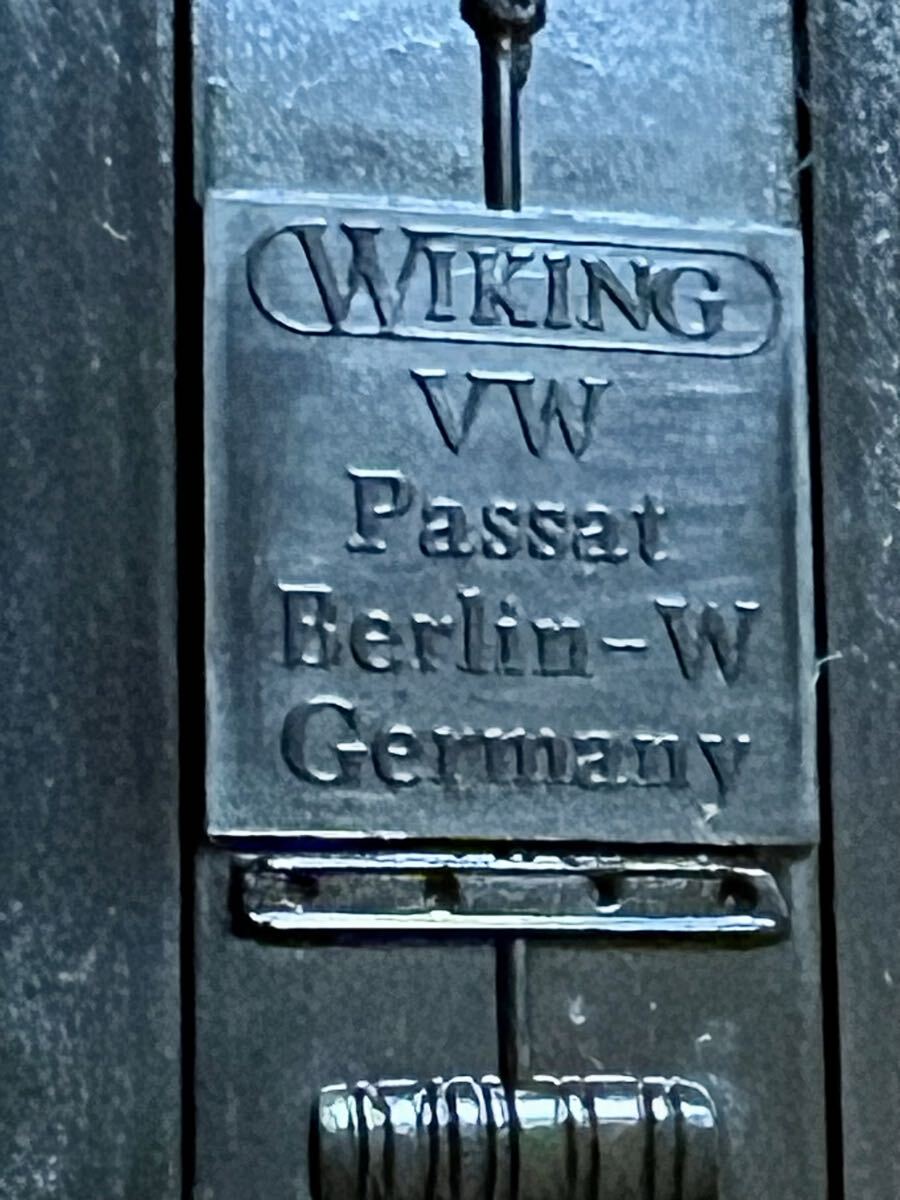 WIKING
VW
Passat
Berlin-W
Germany